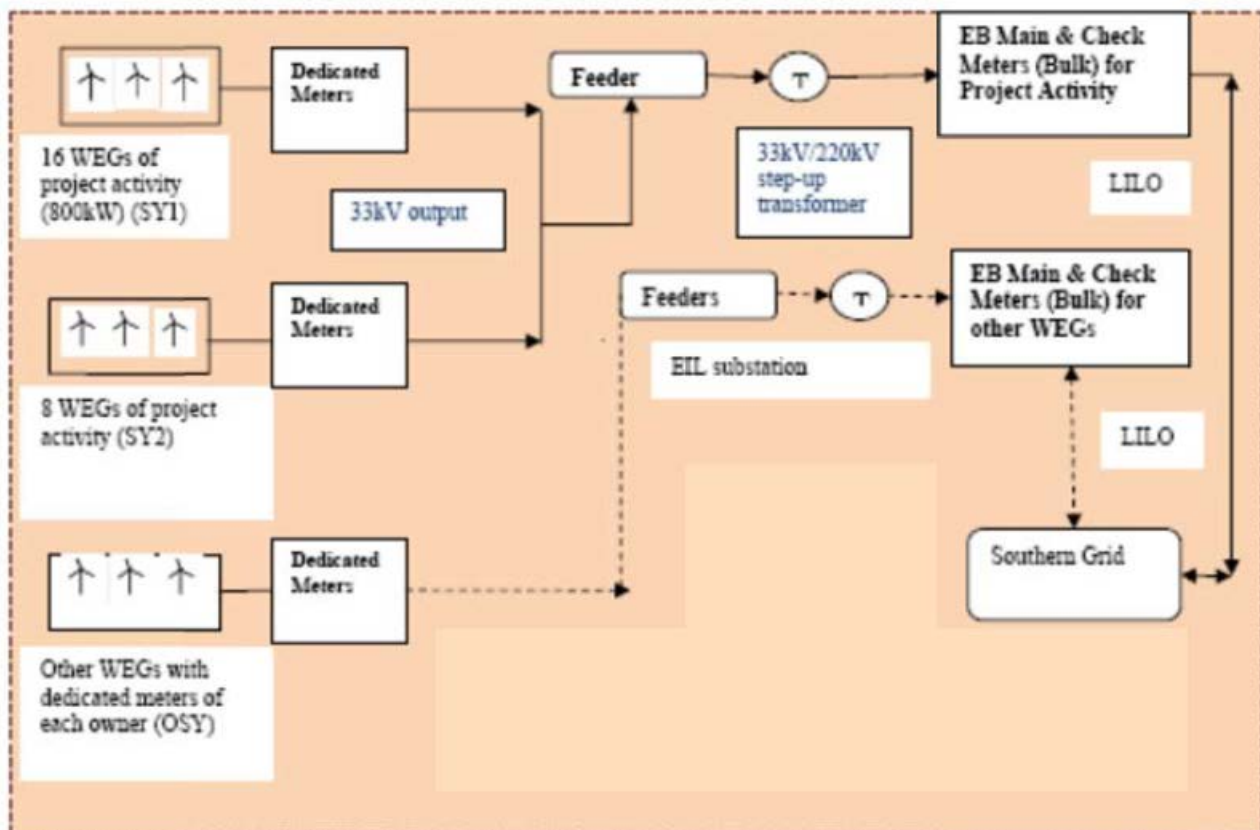 16 WEGs of
project activity
(800kW) (SY1)
Dedicated
Meters
33kV output
Feeder
T
33kV/220kV
step-up
transformer
EB Main & Check
Meters (Bulk) for
Project Activity
LILO
8 WEGs of project
activity (SY2)
Dedicated
Meters
Feeders
T
EIL substation
EB Main & Check
Meters (Bulk) for
other WEGs
LILO
Southern Grid
Other WEGs with
dedicated meters of
each owner (OSY)
Dedicated
Meters